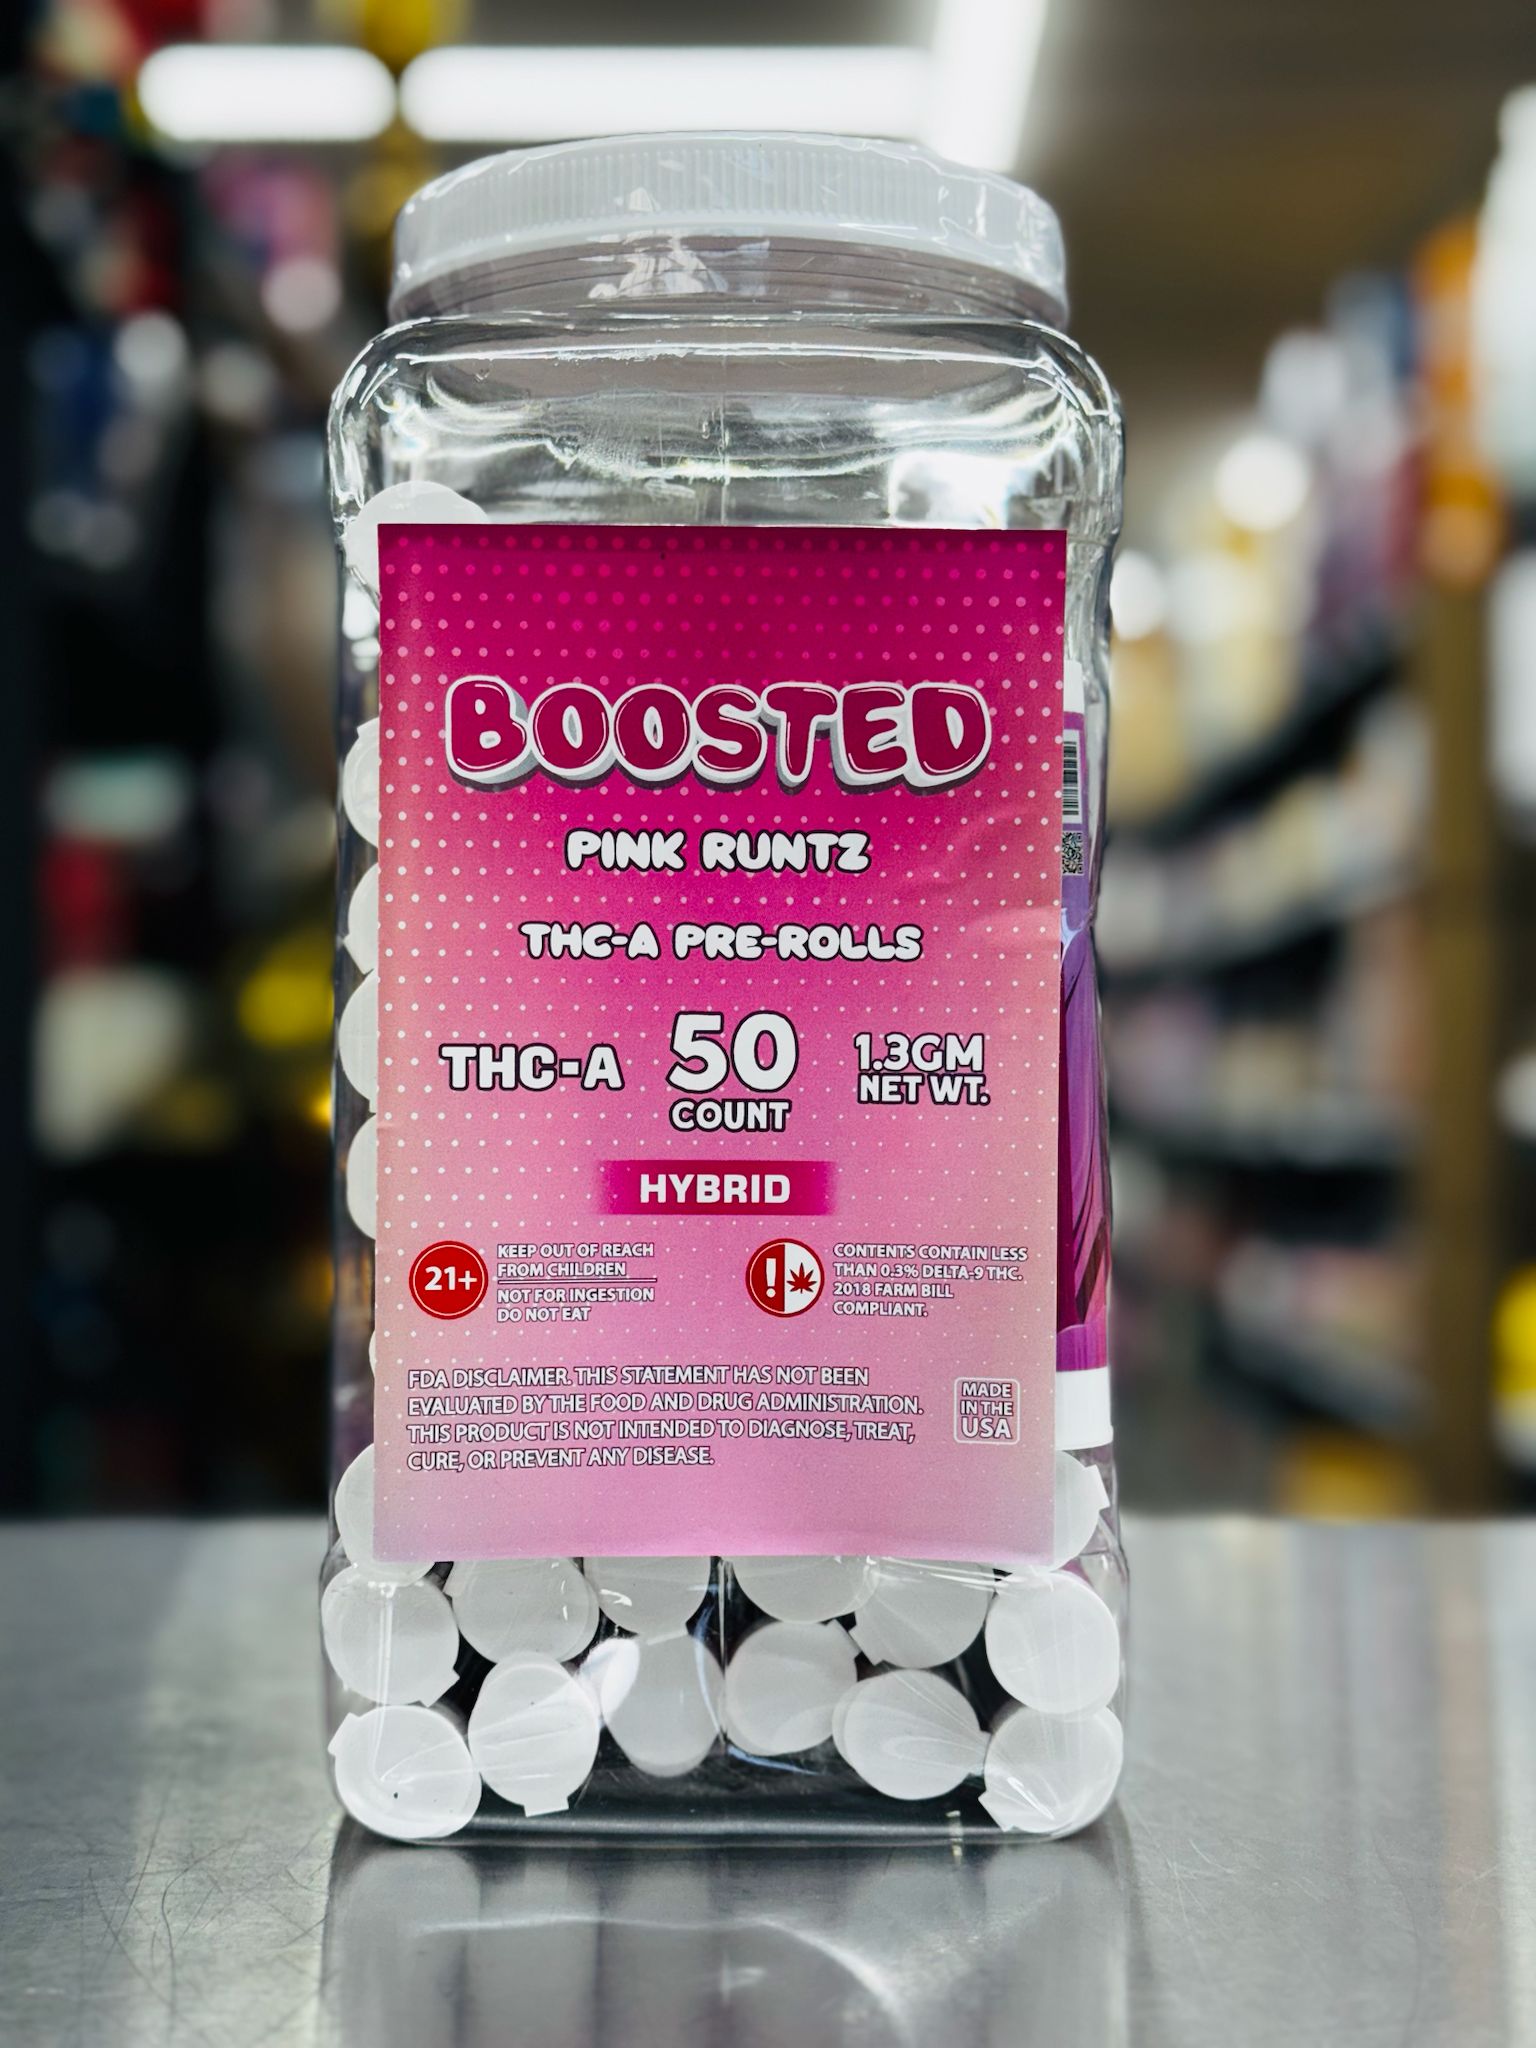 BOOSTED
PINK RUNTZ
THC-A PRE-ROLLS
THC-A
50
COUNT
1.3GM
NET WT.
HYBRID
21+
KEEP OUT OF REACH
FROM CHILDREN
NOT FOR INGESTION
DO NOT EAT
!
CONTENTS CONTAIN LESS
THAN 0.3% DELTA-9 THC.
2018 FARM BILL
COMPLIANT.
FDA DISCLAIMER. THIS STATEMENT HAS NOT BEEN
EVALUATED BY THE FOOD AND DRUG ADMINISTRATION.
THIS PRODUCT IS NOT INTENDED TO DIAGNOSE, TREAT,
CURE, OR PREVENT ANY DISEASE.
MADE
IN THE
USA